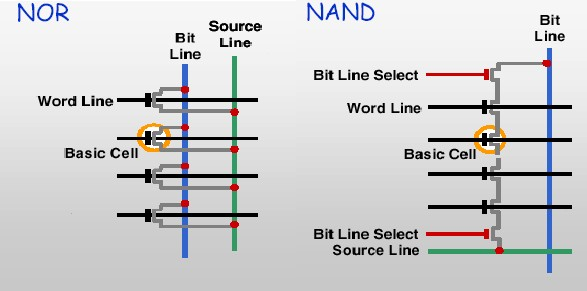 NOR
Bit
Line
Source
Line
Word Line
Basic Cell
NAND
Bit
Line
Bit Line Select
Word Line
Basic Cell
Bit Line Select
Source Line